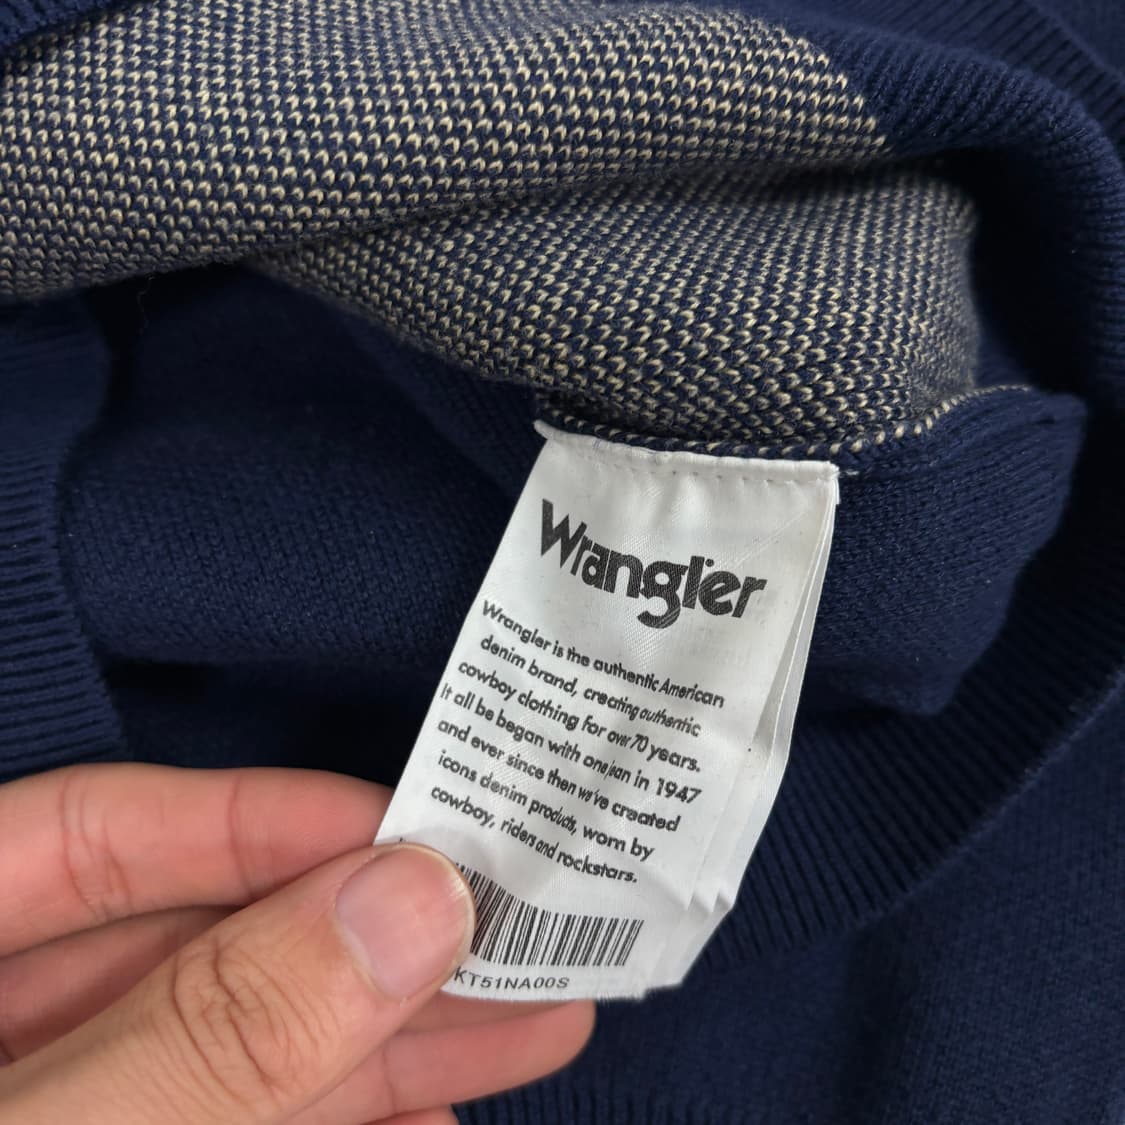 Wrangler
Wrangler is the authentic American
denim brand, creating authentic
cowboy clothing for over 70 years.
It all be began with one jean in 1947
and ever since then we've created
icons denim products, worn by
cowboy, riders and rockstars.
KT51NA00S